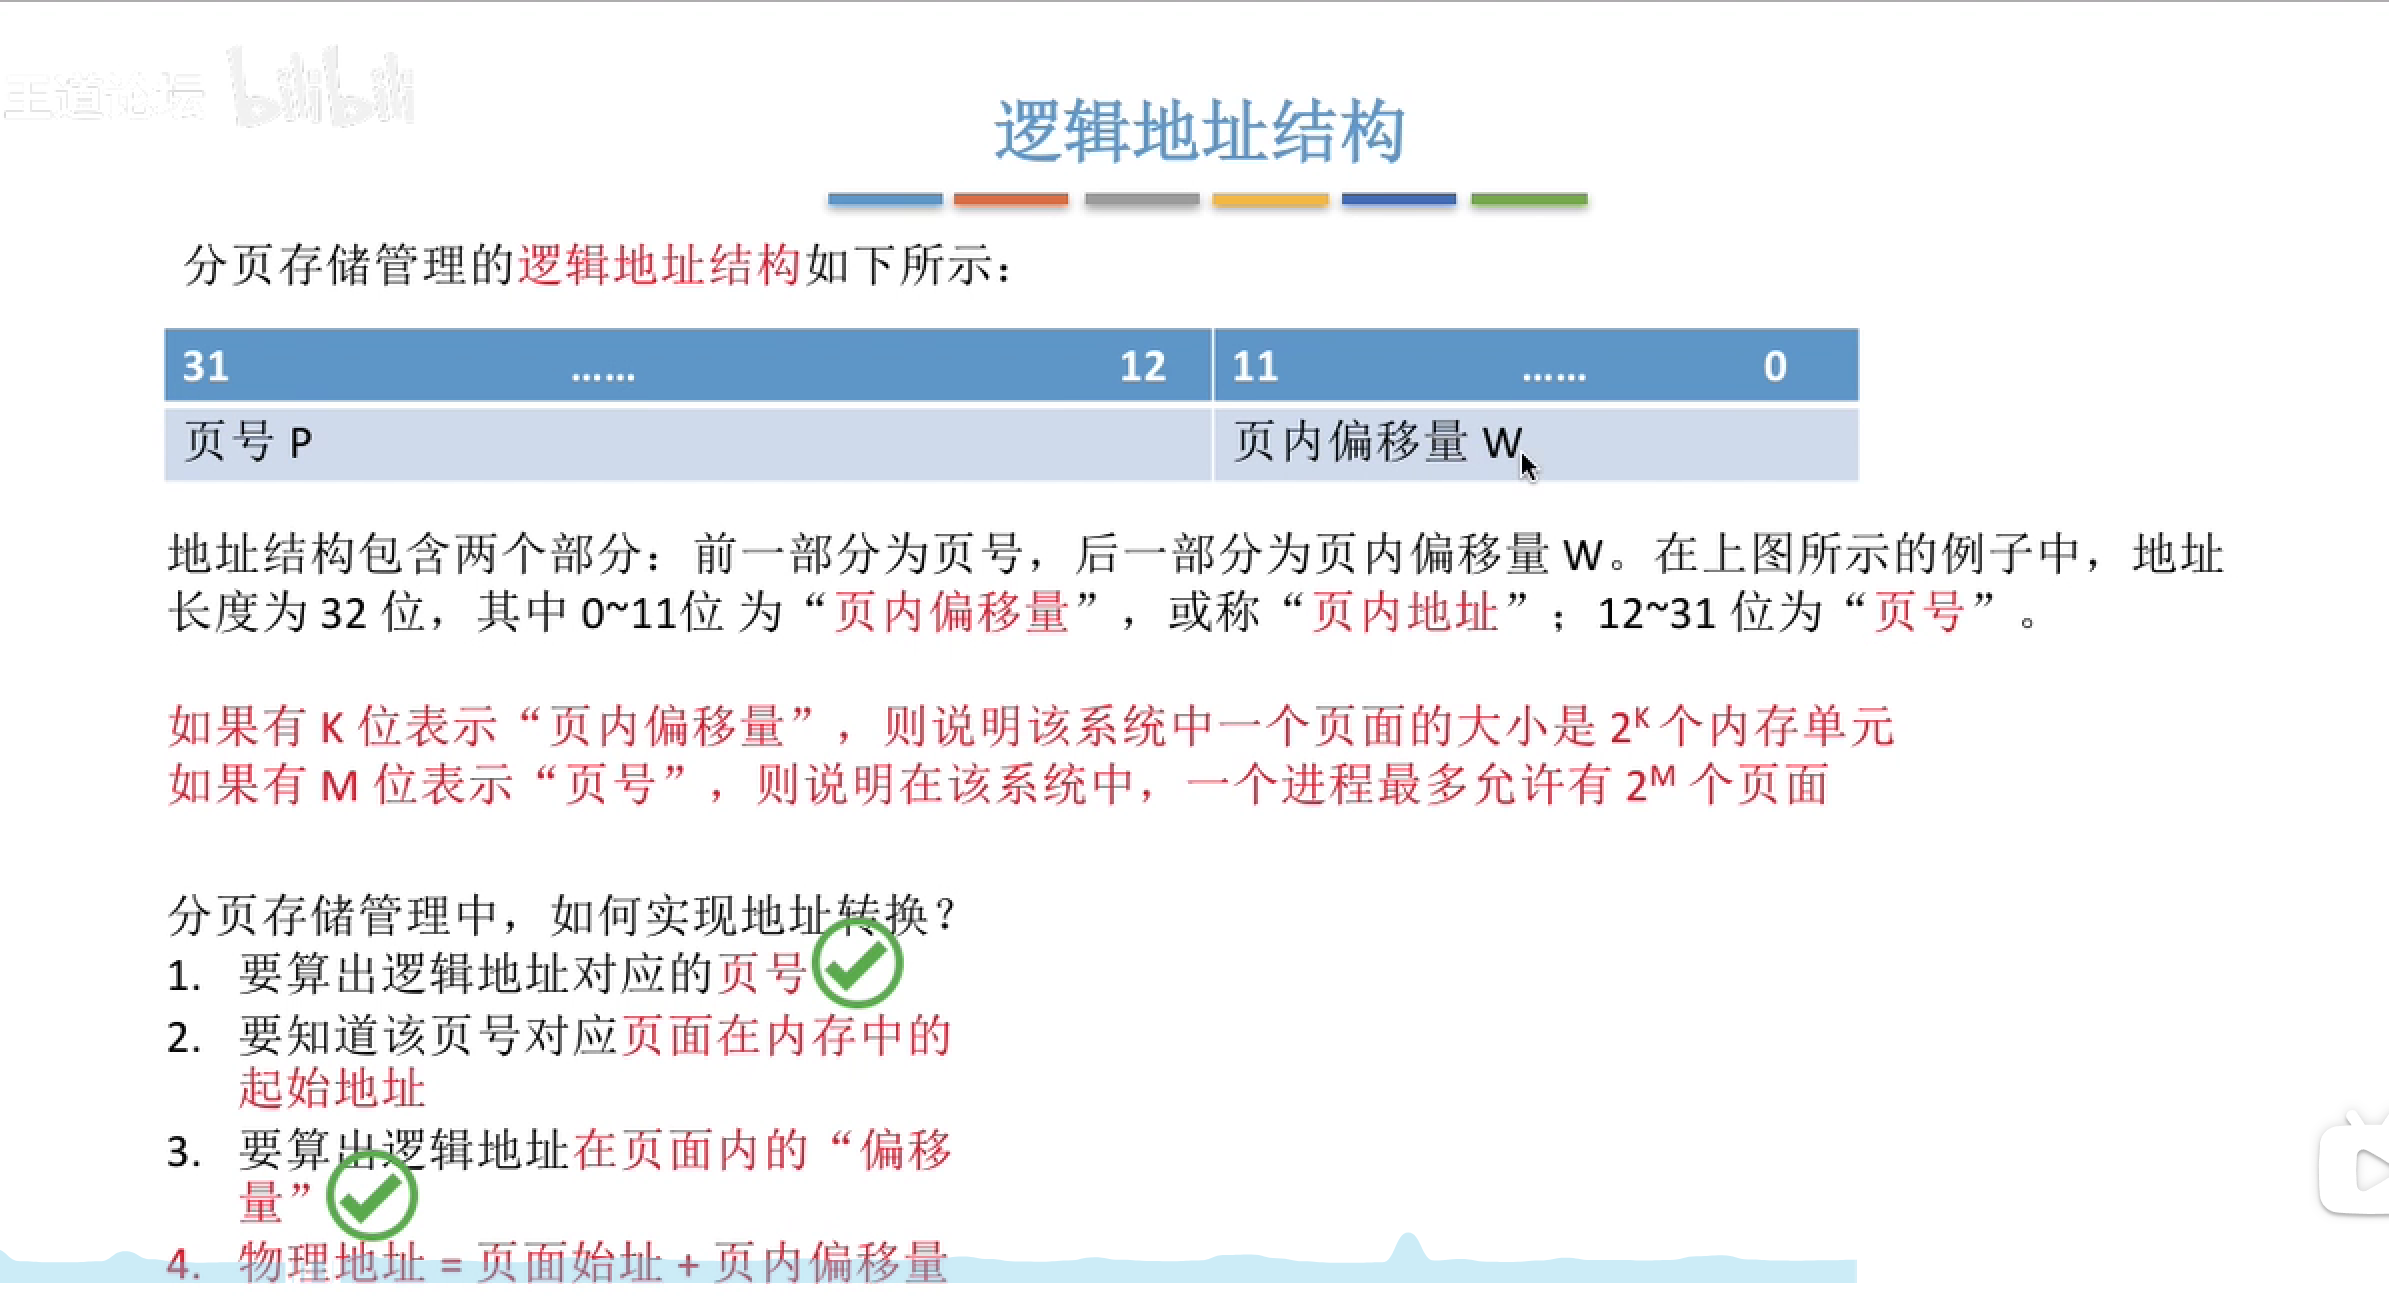 王道论坛 bilibili
逻辑地址结构
分页存储管理的逻辑地址结构如下所示：
31 …… 12 11 …… 0
页号 P 页内偏移量 W
地址结构包含两个部分：前一部分为页号，后一部分为页内偏移量 W。在上图所示的例子中，地址
长度为 32 位，其中 0~11位 为“页内偏移量”，或称“页内地址”；12~31 位为“页号”。
如果有 K 位表示“页内偏移量”，则说明该系统中一个页面的大小是 2ᴷ 个内存单元
如果有 M 位表示“页号”，则说明在该系统中，一个进程最多允许有 2ᴹ 个页面
分页存储管理中，如何实现地址转换？
1. 要算出逻辑地址对应的页号
2. 要知道该页号对应页面在内存中的
起始地址
3. 要算出逻辑地址在页面内的“偏移
量”
4. 物理地址 = 页面始址 + 页内偏移量